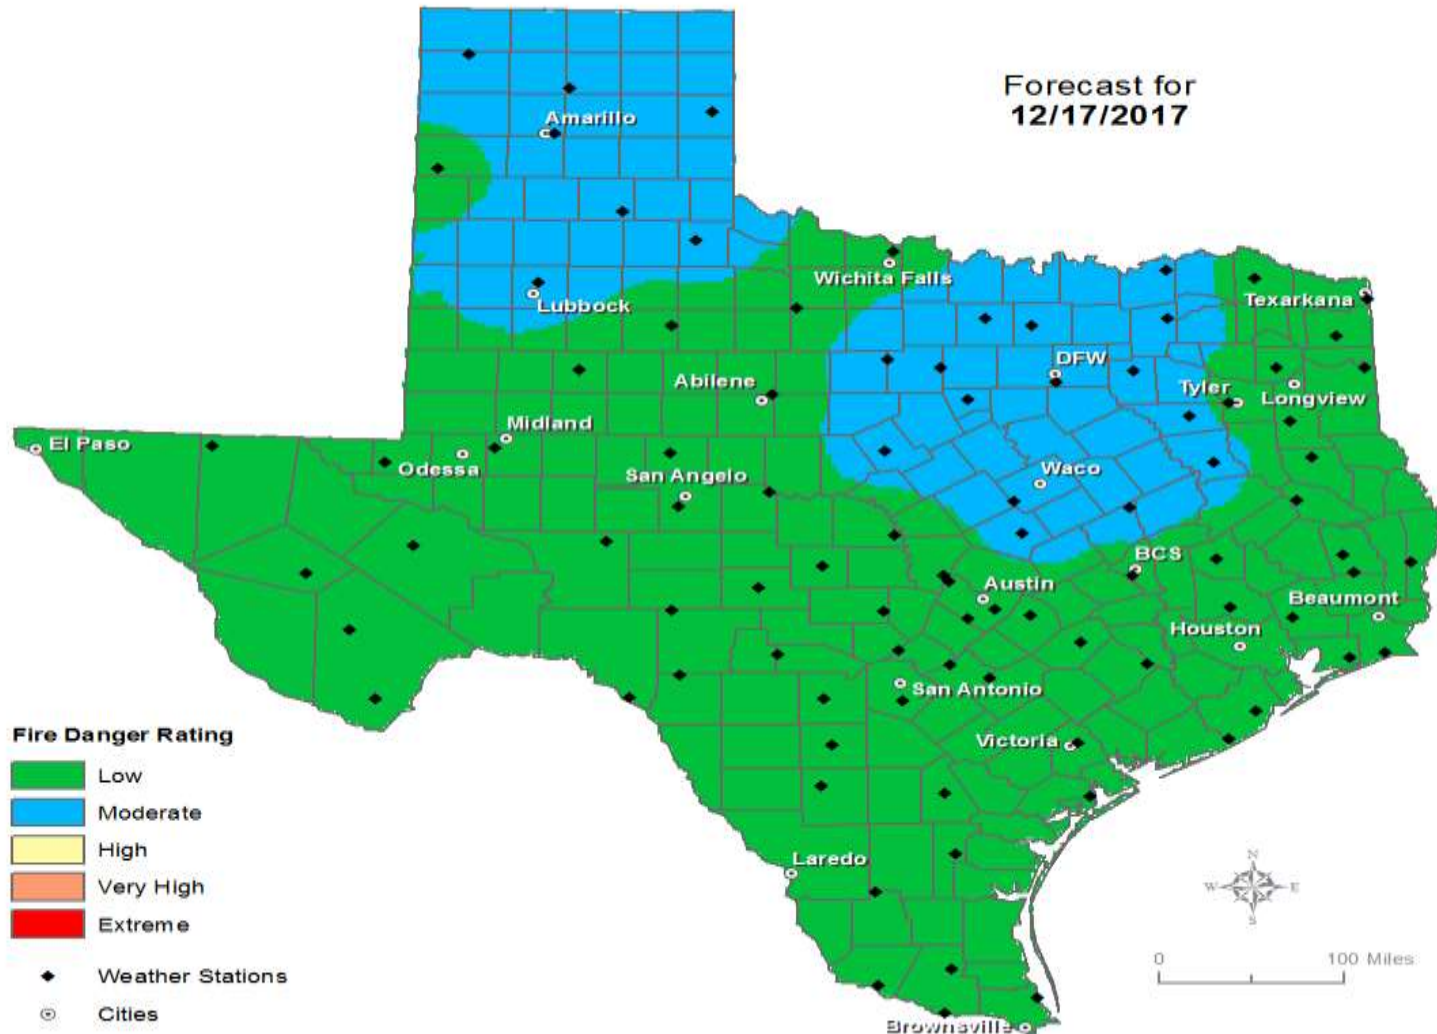 Forecast for
12/17/2017
Amarillo
Lubbock
Wichita Falls
Texarkana
DFW
Abilene
Tyler
Longview
Midland
El Paso
Odessa
San Angelo
Waco
BCS
Austin
Beaumont
Houston
San Antonio
Victoria
Laredo
Brownsville
Fire Danger Rating
Low
Moderate
High
Very High
Extreme
Weather Stations
Cities
N
W E
S
0 100 Miles